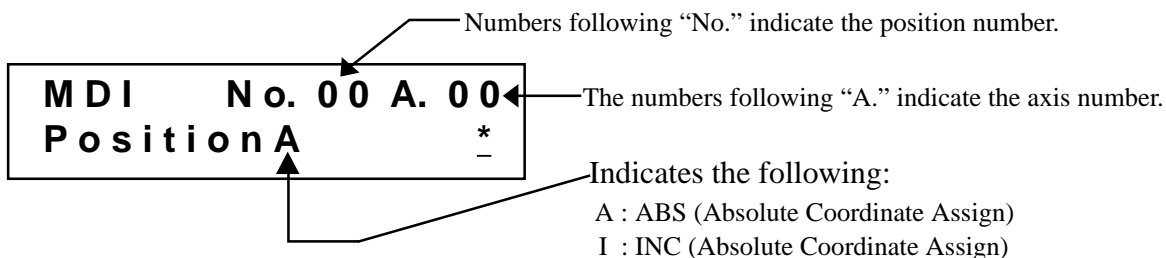 Numbers following “No.” indicate the position number.
MDI No. 00 A. 00
The numbers following “A.” indicate the axis number.
PositionA *
Indicates the following:
A : ABS (Absolute Coordinate Assign)
I : INC (Absolute Coordinate Assign)